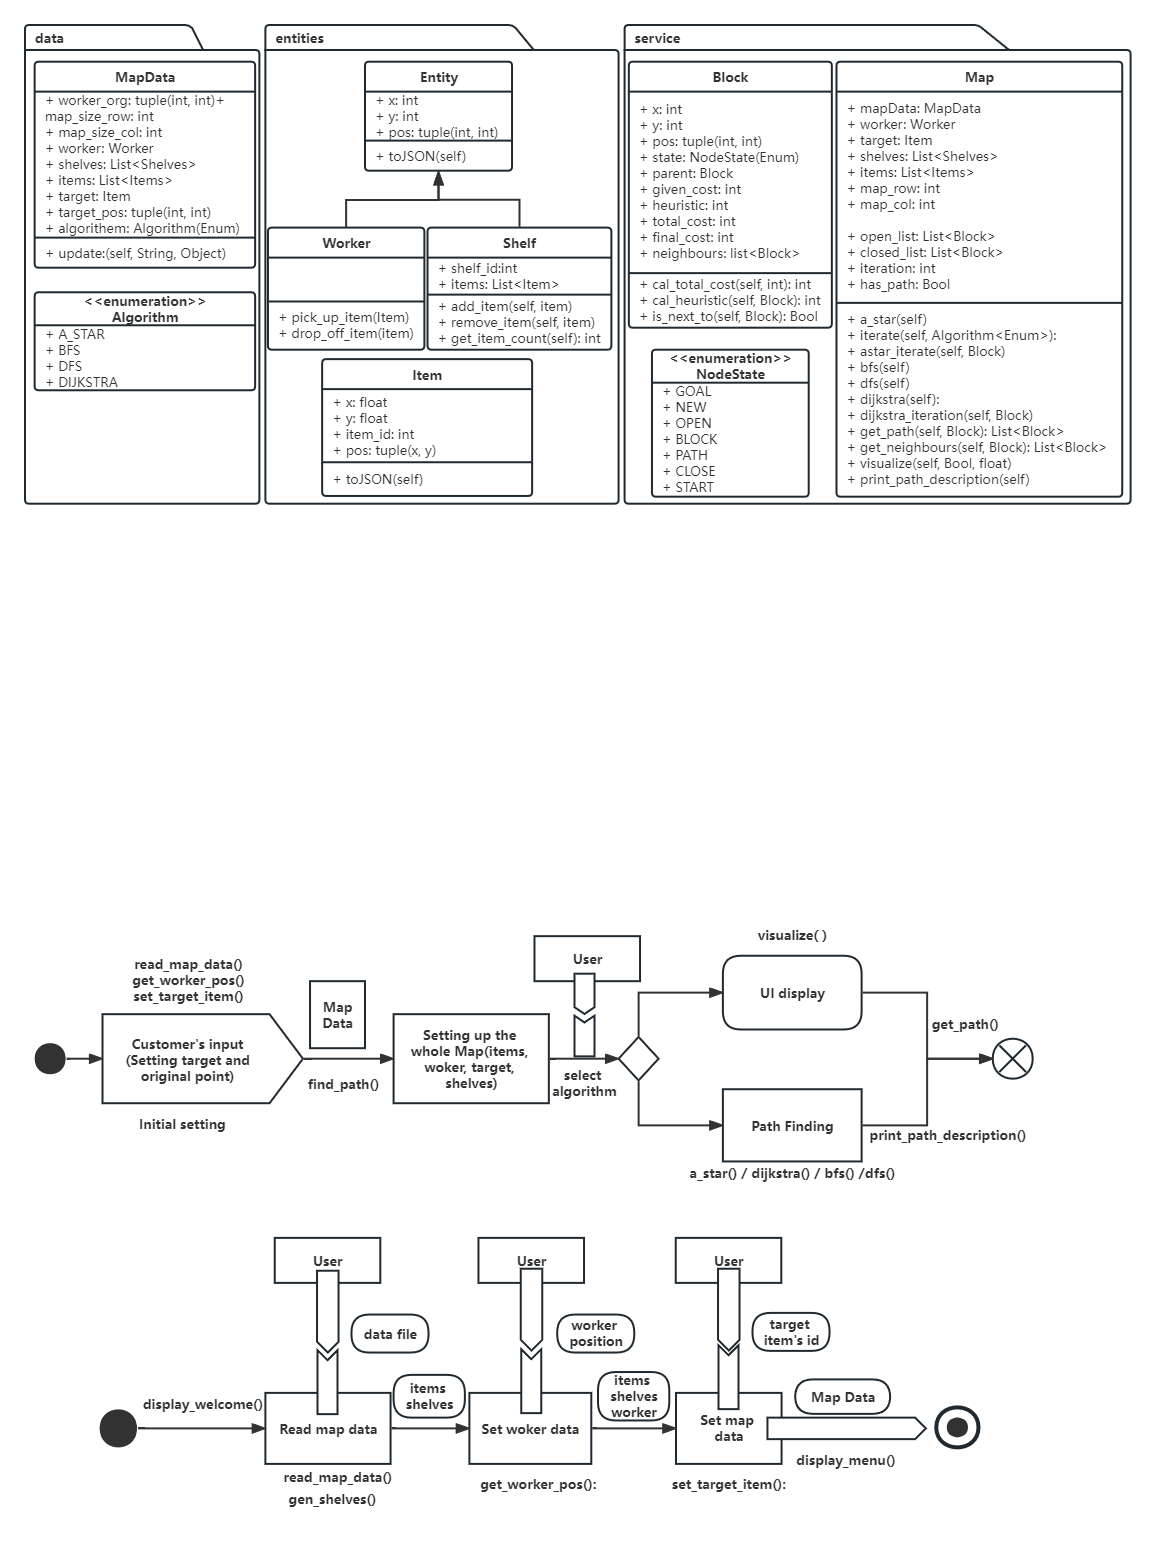 data
MapData
+ worker_org: tuple(int, int)+
map_size_row: int
+ map_size_col: int
+ worker: Worker
+ shelves: List<Shelves>
+ items: List<Items>
+ target: Item
+ target_pos: tuple(int, int)
+ algorithem: Algorithm(Enum)
+ update:(self, String, Object)
<<enumeration>>
Algorithm
+ A_STAR
+ BFS
+ DFS
+ DIJKSTRA
entities
Entity
+ x: int
+ y: int
+ pos: tuple(int, int)
+ toJSON(self)
Worker
+ pick_up_item(Item)
+ drop_off_item(item)
Shelf
+ shelf_id:int
+ items: List<Item>
+ add_item(self, item)
+ remove_item(self, item)
+ get_item_count(self): int
Item
+ x: float
+ y: float
+ item_id: int
+ pos: tuple(x, y)
+ toJSON(self)
service
Block
+ x: int
+ y: int
+ pos: tuple(int, int)
+ state: NodeState(Enum)
+ parent: Block
+ given_cost: int
+ heuristic: int
+ total_cost: int
+ final_cost: int
+ neighbours: list<Block>
+ cal_total_cost(self, int): int
+ cal_heuristic(self, Block): int
+ is_next_to(self, Block): Bool
<<enumeration>>
NodeState
+ GOAL
+ NEW
+ OPEN
+ BLOCK
+ PATH
+ CLOSE
+ START
Map
+ mapData: MapData
+ worker: Worker
+ target: Item
+ shelves: List<Shelves>
+ items: List<Items>
+ map_row: int
+ map_col: int
+ open_list: List<Block>
+ closed_list: List<Block>
+ iteration: int
+ has_path: Bool
+ a_star(self)
+ iterate(self, Algorithm<Enum>):
+ astar_iterate(self, Block)
+ bfs(self)
+ dfs(self)
+ dijkstra(self):
+ dijkstra_iteration(self, Block)
+ get_path(self, Block): List<Block>
+ get_neighbours(self, Block): List<Block>
+ visualize(self, Bool, float)
+ print_path_description(self)
read_map_data()
get_worker_pos()
set_target_item()
Customer's input
(Setting target and
original point)
Initial setting
Map
Data
find_path()
Setting up the
whole Map(items,
woker, target,
shelves)
User
select
algorithm
visualize( )
UI display
get_path()
Path Finding
print_path_description()
a_star() / dijkstra() / bfs() /dfs()
User
User
User
data file
worker
position
target
item's id
display_welcome()
Read map data
items
shelves
Set woker data
items
shelves
worker
Set map
data
Map Data
display_menu()
read_map_data()
gen_shelves()
get_worker_pos():
set_target_item():